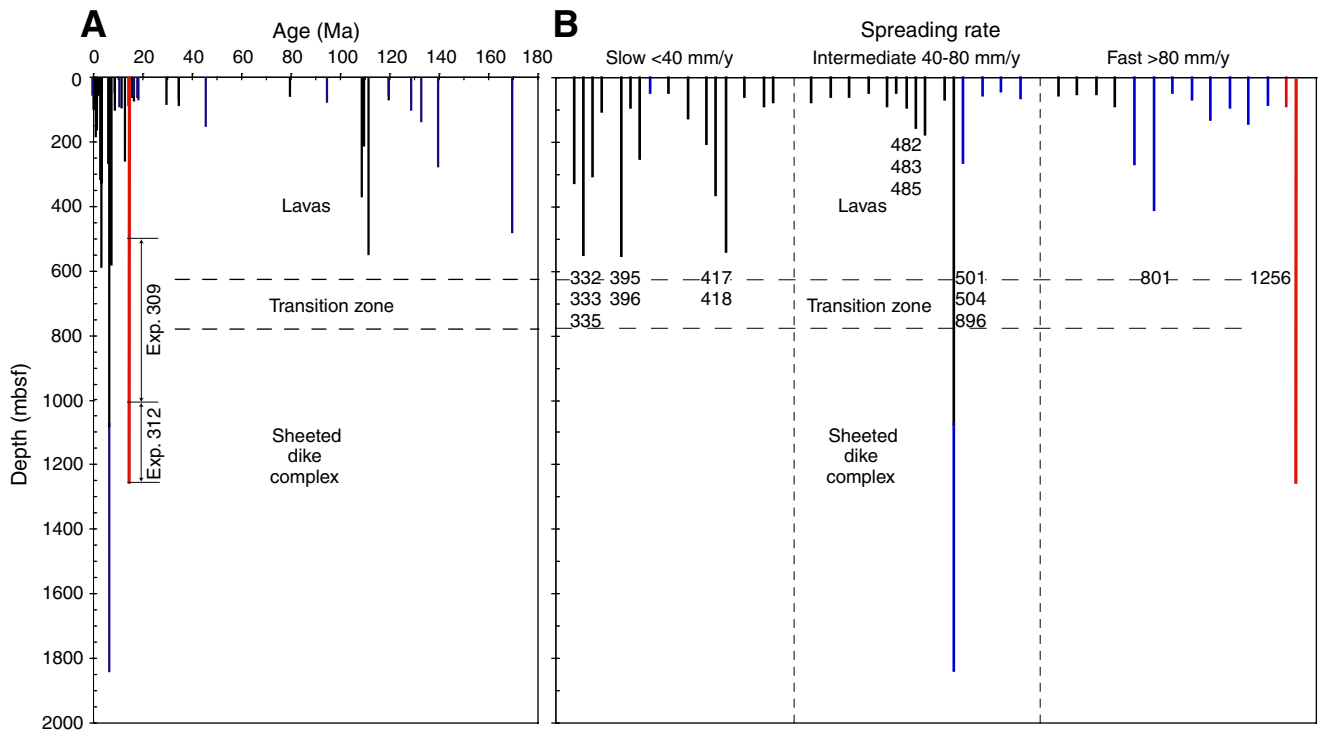 A
Age (Ma)
0 20 40 60 80 100 120 140 160 180
0
200
400
600
800
1000
1200
1400
1600
1800
2000
Depth (mbsf)
Exp. 309
Exp. 312
Lavas
Transition zone
Sheeted
dike
complex
B
Spreading rate
Slow <40 mm/y Intermediate 40-80 mm/y Fast >80 mm/y
482
483
485
Lavas
332 395 417 501 801 1256
333 396 418 Transition zone 504
335 896
Sheeted
dike
complex